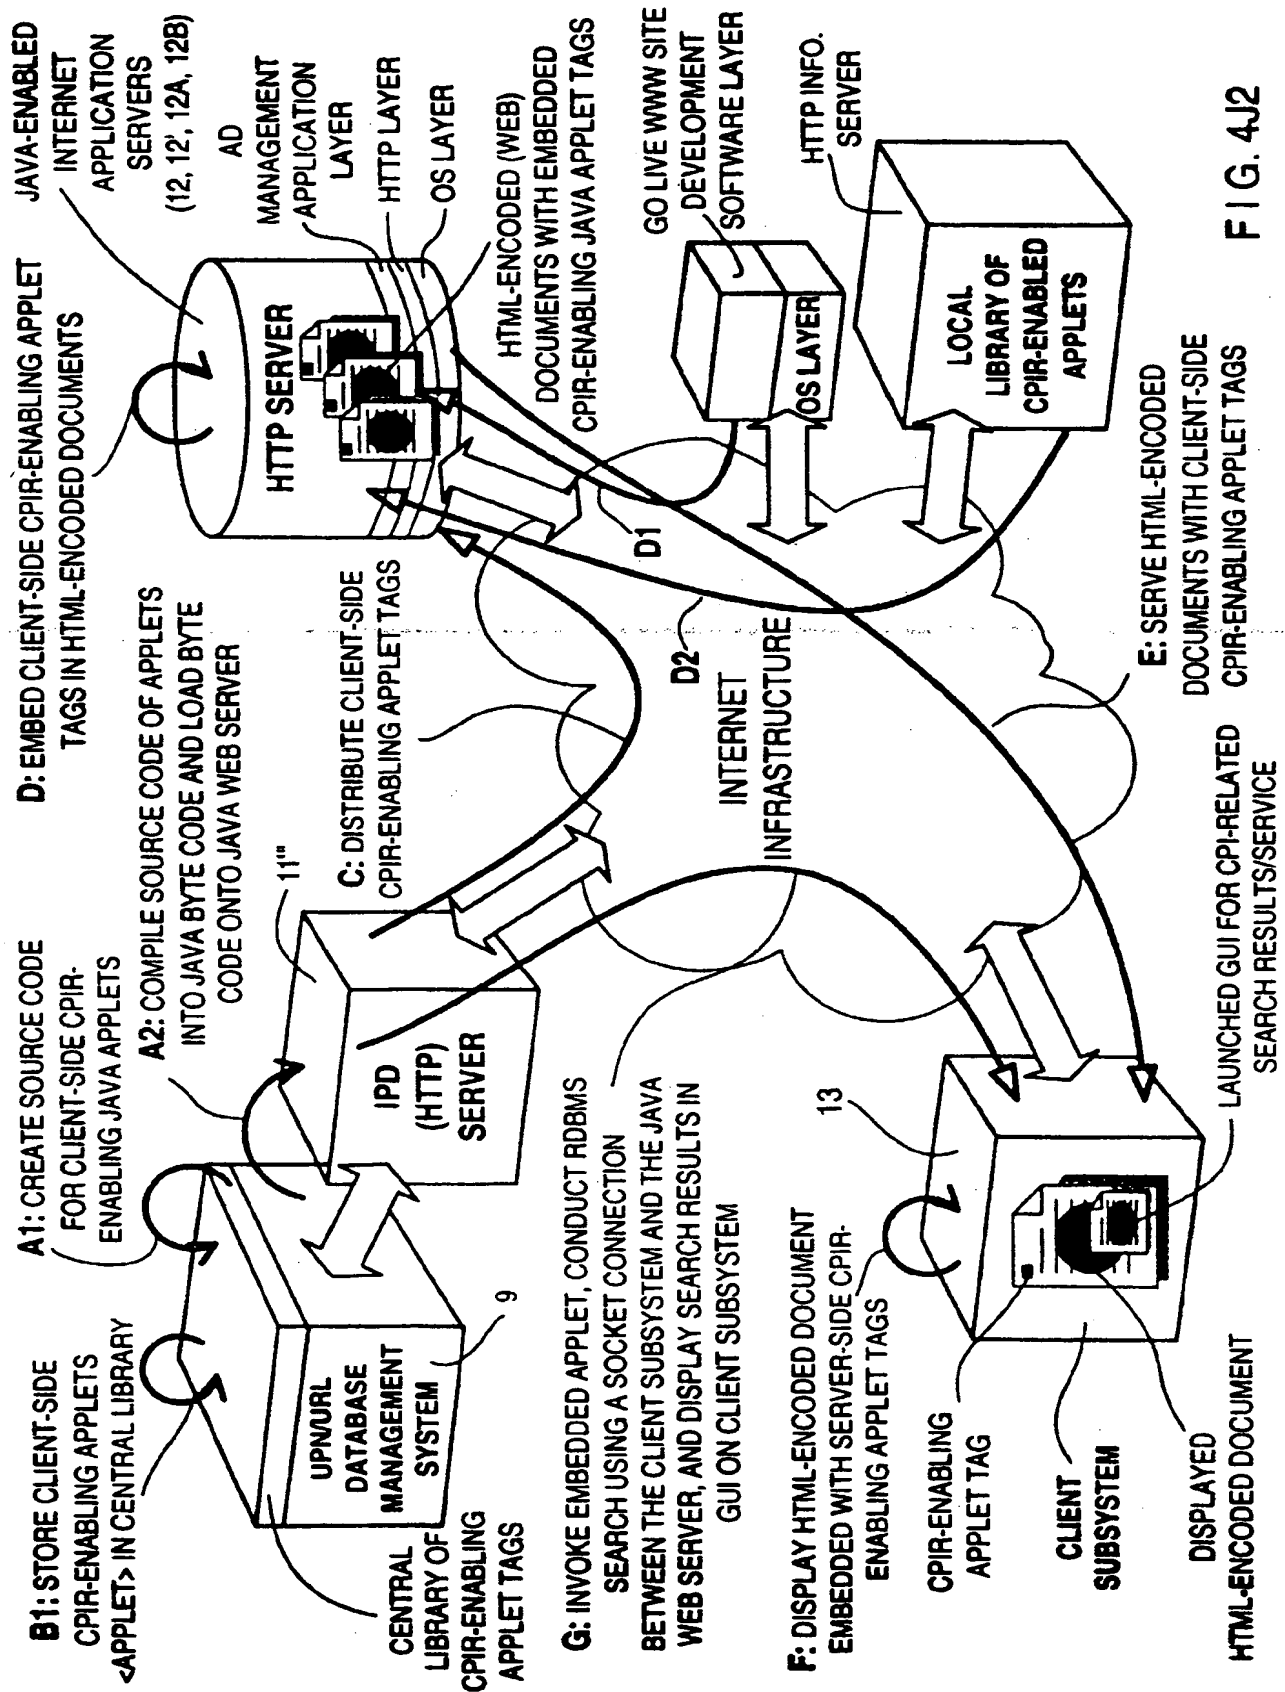 B1: STORE CLIENT-SIDE
CPIR-ENABLING APPLETS
<APPLET> IN CENTRAL LIBRARY
A1: CREATE SOURCE CODE
FOR CLIENT-SIDE CPIR-
ENABLING JAVA APPLETS
A2: COMPILE SOURCE CODE OF APPLETS
INTO JAVA BYTE CODE AND LOAD BYTE
CODE ONTO JAVA WEB SERVER
D: EMBED CLIENT-SIDE CPIR-ENABLING APPLET
TAGS IN HTML-ENCODED DOCUMENTS
JAVA-ENABLED
INTERNET
APPLICATION
SERVERS
(12, 12', 12A, 12B)
AD
MANAGEMENT
APPLICATION
LAYER
HTTP LAYER
OS LAYER
HTML-ENCODED (WEB)
DOCUMENTS WITH EMBEDDED
CPIR-ENABLING JAVA APPLET TAGS
HTTP SERVER
11'''
C: DISTRIBUTE CLIENT-SIDE
CPIR-ENABLING APPLET TAGS
UPN/URL
DATABASE
MANAGEMENT
SYSTEM
9
IPD
(HTTP)
SERVER
CENTRAL
LIBRARY OF
CPIR-ENABLING
APPLET TAGS
D1
D2
GO LIVE WWW SITE
DEVELOPMENT
SOFTWARE LAYER
OS LAYER
HTTP INFO.
SERVER
LOCAL
LIBRARY OF
CPIR-ENABLED
APPLETS
INTERNET
INFRASTRUCTURE
G: INVOKE EMBEDDED APPLET, CONDUCT RDBMS
SEARCH USING A SOCKET CONNECTION
BETWEEN THE CLIENT SUBSYSTEM AND THE JAVA
WEB SERVER, AND DISPLAY SEARCH RESULTS IN
GUI ON CLIENT SUBSYSTEM
F: DISPLAY HTML-ENCODED DOCUMENT
EMBEDDED WITH SERVER-SIDE CPIR-
ENABLING APPLET TAGS
13
CPIR-ENABLING
APPLET TAG
CLIENT
SUBSYSTEM
DISPLAYED
HTML-ENCODED DOCUMENT
LAUNCHED GUI FOR CPI-RELATED
SEARCH RESULTS/SERVICE
E: SERVE HTML-ENCODED
DOCUMENTS WITH CLIENT-SIDE
CPIR-ENABLING APPLET TAGS
FIG. 4J2